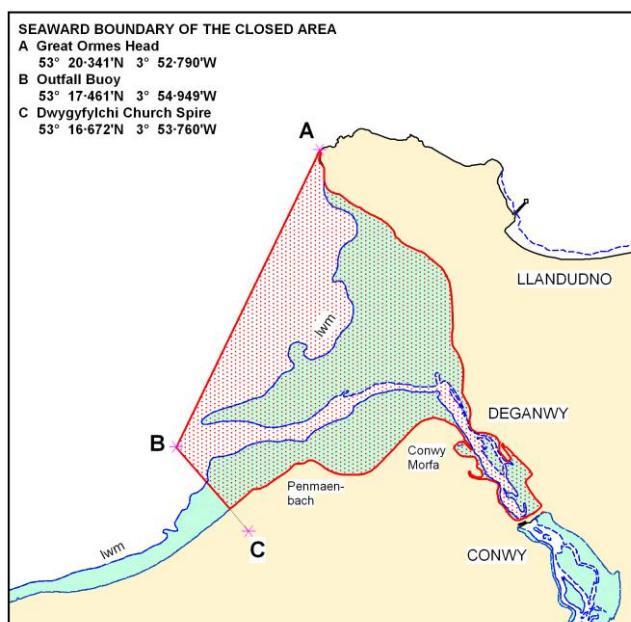 SEAWARD BOUNDARY OF THE CLOSED AREA
A Great Ormes Head
53° 20·341'N 3° 52·790'W
B Outfall Buoy
53° 17·461'N 3° 54·949'W
C Dwygyfylchi Church Spire
53° 16·672'N 3° 53·760'W
A
LLANDUDNO
lwm
DEGANWY
B
Conwy
Morfa
Penmaen-
bach
C
lwm
CONWY